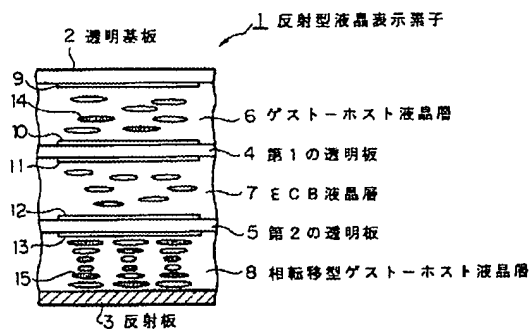 1 反射型液晶表示素子
2 透明基板
9
14
6 ゲストーホスト液晶層
10
4 第1の透明板
11
7 ECB液晶層
12
5 第2の透明板
13
15
8 相転移型ゲストーホスト液晶層
3 反射板